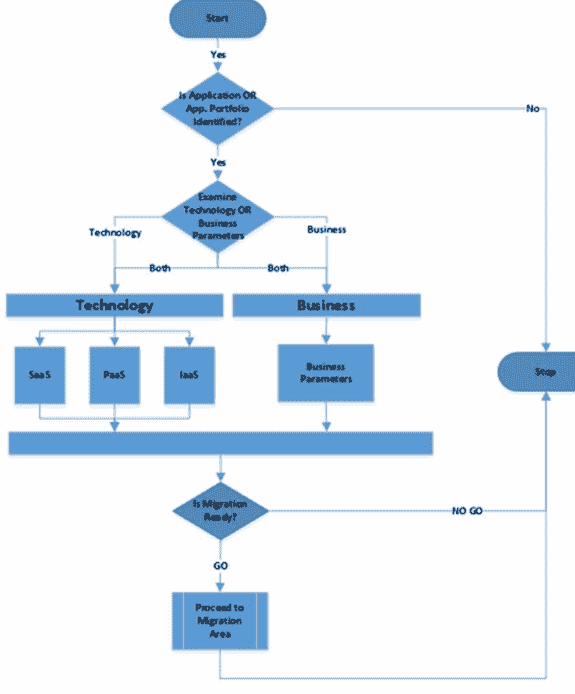 Start
Yes
Is Application OR
App. Portfolio
Identified?
No
Yes
Examine
Technology OR
Business
Parameters
Technology
Business
Both
Both
Technology
Business
SaaS
PaaS
IaaS
Business
Parameters
Stop
Is Migration
Ready?
NO GO
GO
Proceed to
Migration
Area